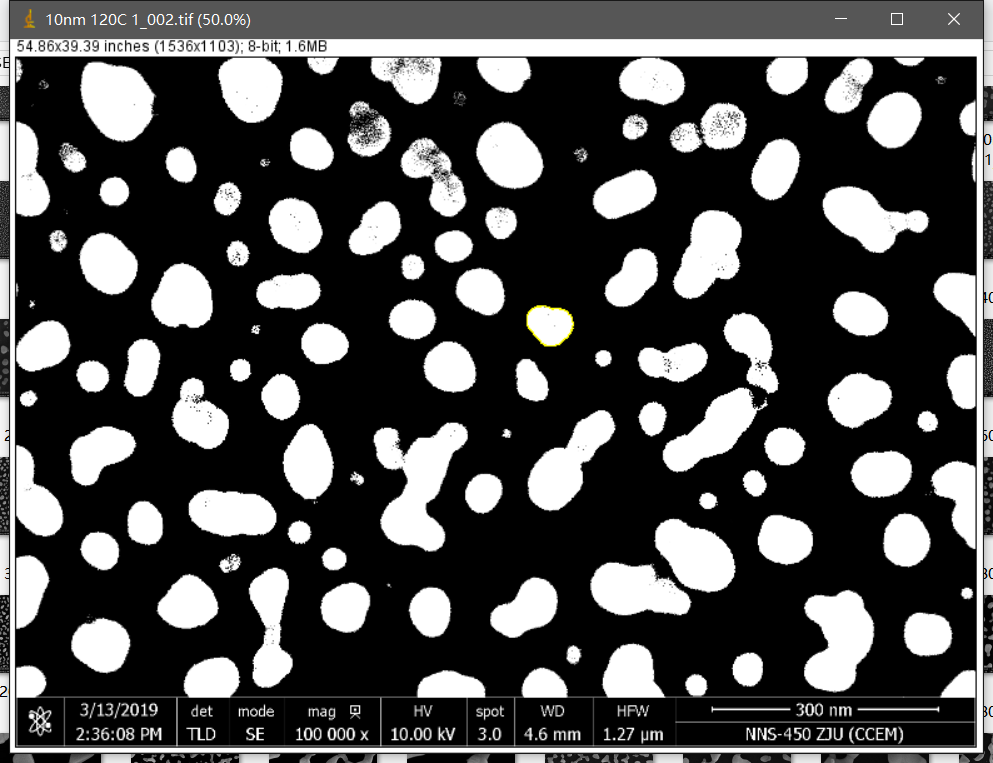 10nm 120C 1_002.tif (50.0%)
54.86x39.39 inches (1536x1103); 8-bit; 1.6MB
3/13/2019 det mode mag HV spot WD HFW 300 nm
2:36:08 PM TLD SE 100 000 x 10.00 kV 3.0 4.6 mm 1.27 µm NNS-450 ZJU (CCEM)